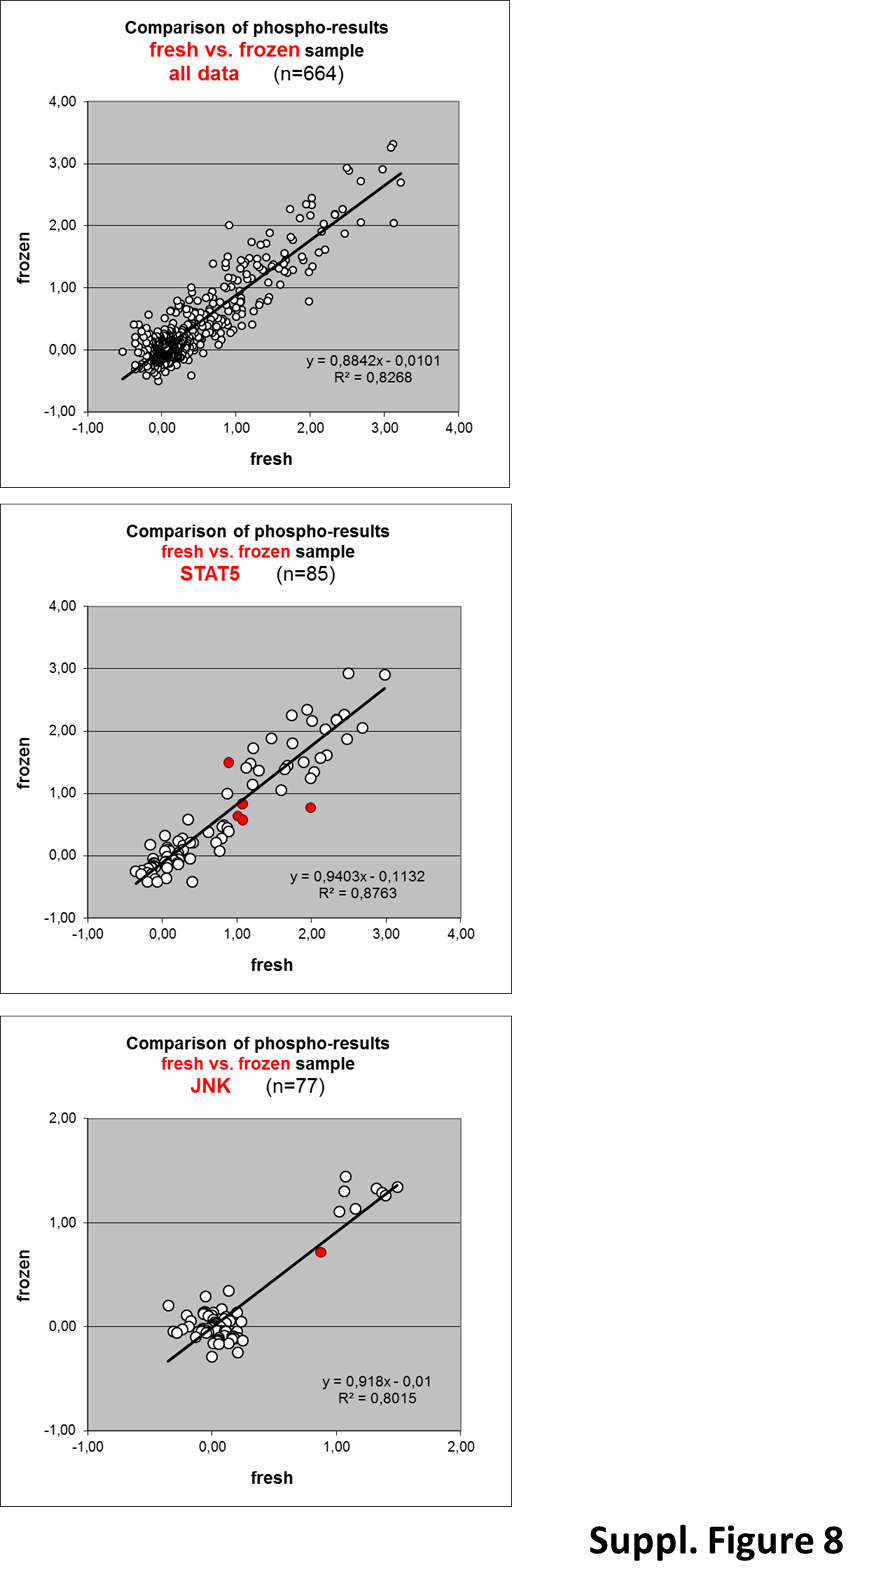 Comparison of phospho-results
fresh vs. frozen sample
all data (n=664)
4,00
3,00
2,00
1,00
0,00
-1,00
frozen
y = 0,8842x - 0,0101
R² = 0,8268
-1,00 0,00 1,00 2,00 3,00 4,00
fresh
Comparison of phospho-results
fresh vs. frozen sample
STAT5 (n=85)
4,00
3,00
2,00
1,00
0,00
-1,00
frozen
y = 0,9403x - 0,1132
R² = 0,8763
-1,00 0,00 1,00 2,00 3,00 4,00
fresh
Comparison of phospho-results
fresh vs. frozen sample
JNK (n=77)
2,00
1,00
0,00
-1,00
frozen
y = 0,918x - 0,01
R² = 0,8015
-1,00 0,00 1,00 2,00
fresh
Suppl. Figure 8